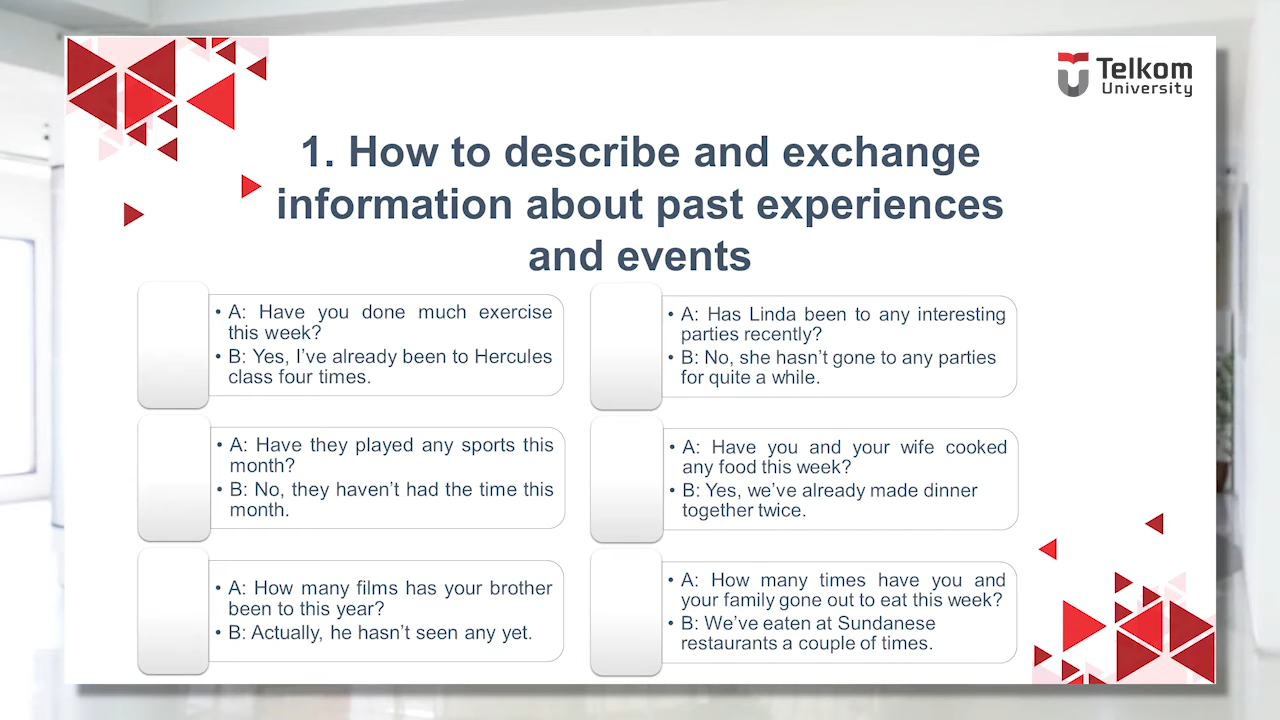 Telkom
University
1. How to describe and exchange
information about past experiences
and events
• A: Have you done much exercise
this week?
• B: Yes, I’ve already been to Hercules
class four times.
• A: Has Linda been to any interesting
parties recently?
• B: No, she hasn’t gone to any parties
for quite a while.
• A: Have they played any sports this
month?
• B: No, they haven’t had the time this
month.
• A: Have you and your wife cooked
any food this week?
• B: Yes, we’ve already made dinner
together twice.
• A: How many films has your brother
been to this year?
• B: Actually, he hasn’t seen any yet.
• A: How many times have you and
your family gone out to eat this week?
• B: We’ve eaten at Sundanese
restaurants a couple of times.